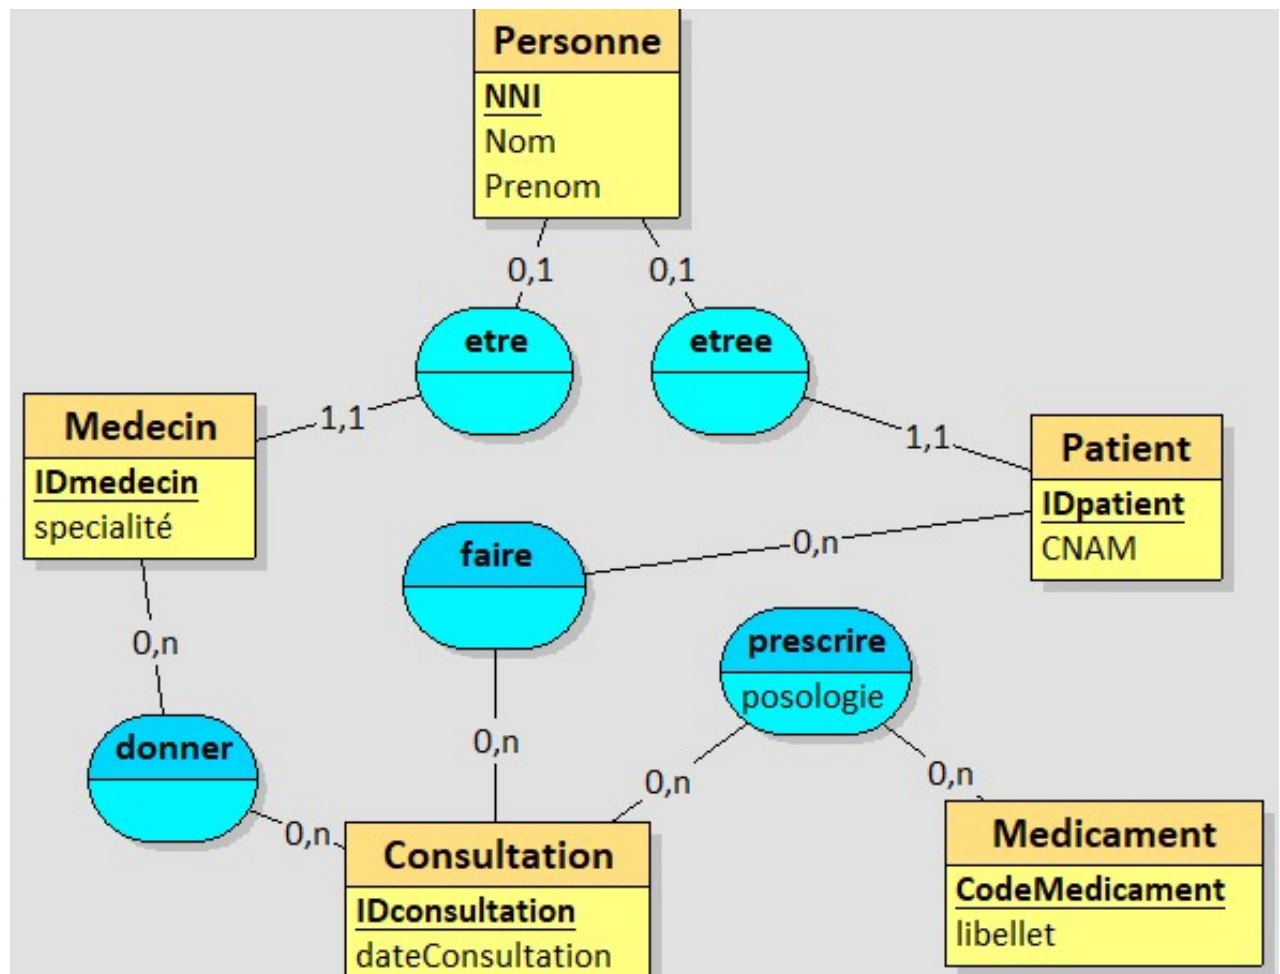 Personne
NNI
Nom
Prenom
0,1
0,1
etre
etree
Medecin
IDmedecin
specialité
1,1
1,1
Patient
IDpatient
CNAM
faire
0,n
prescrire
posologie
0,n
donner
0,n
0,n
0,n
0,n
Consultation
IDconsultation
dateConsultation
Medicament
CodeMedicament
libellet